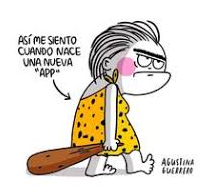 ASÍ ME SIENTO
CUANDO NACE
UNA NUEVA
"APP"
AGUSTINA
GUERRERO